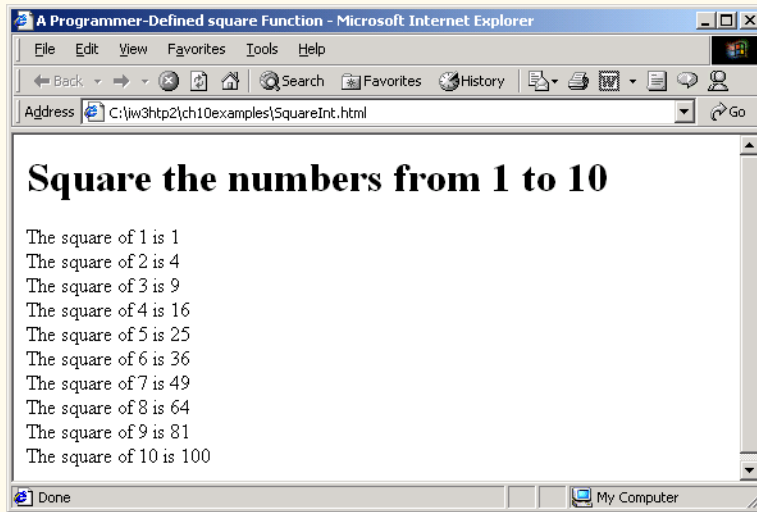 A Programmer-Defined square Function - Microsoft Internet Explorer
File Edit View Favorites Tools Help
Back Search Favorites History
Address C:\iw3htp2\ch10examples\SquareInt.html Go
Square the numbers from 1 to 10
The square of 1 is 1
The square of 2 is 4
The square of 3 is 9
The square of 4 is 16
The square of 5 is 25
The square of 6 is 36
The square of 7 is 49
The square of 8 is 64
The square of 9 is 81
The square of 10 is 100
Done My Computer